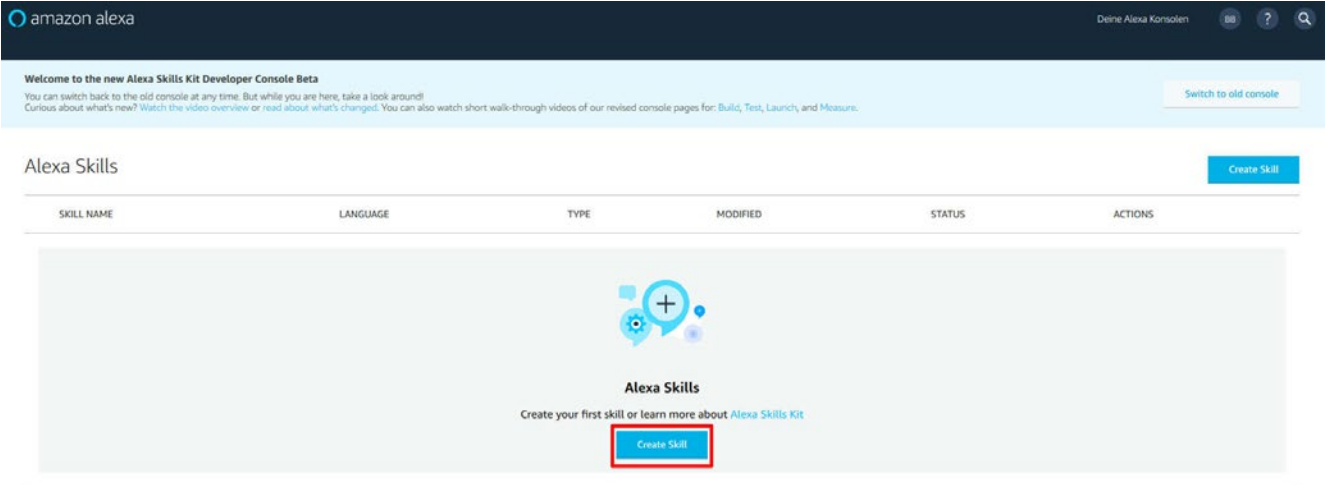 amazon alexa
Deine Alexa Konsolen
BB
?
Welcome to the new Alexa Skills Kit Developer Console Beta
You can switch back to the old console at any time. But while you are here, take a look around!
Curious about what's new? Watch the video overview or read about what's changed. You can also watch short walk-through videos of our revised console pages for: Build, Test, Launch, and Measure.
Switch to old console
Alexa Skills
Create Skill
SKILL NAME LANGUAGE TYPE MODIFIED STATUS ACTIONS
Alexa Skills
Create your first skill or learn more about Alexa Skills Kit
Create Skill